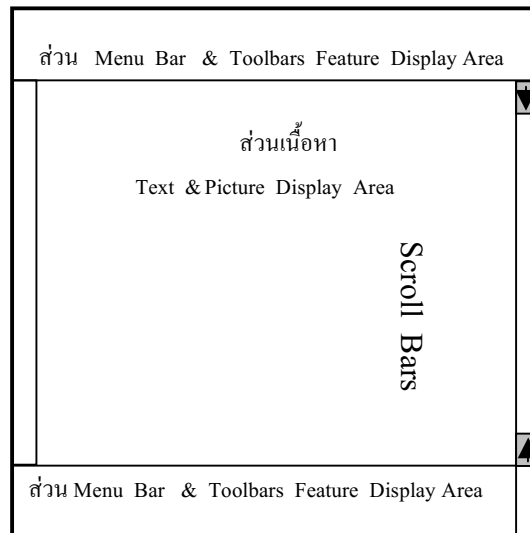 ส่วน Menu Bar & Toolbars Feature Display Area
ส่วนเนื้อหา
Text & Picture Display Area
Scroll Bars
ส่วน Menu Bar & Toolbars Feature Display Area